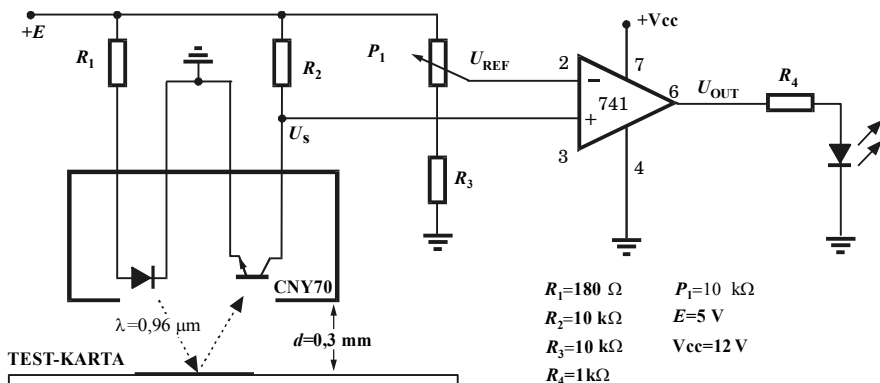 +E
R1
R2
P1
UREF
Us
R3
+Vcc
2
7
741
6
3
4
UOUT
R4
CNY70
λ=0,96 μm
d=0,3 mm
TEST-KARTA
R1=180 Ω P1=10 kΩ
R2=10 kΩ E=5 V
R3=10 kΩ Vcc=12 V
R4=1kΩ